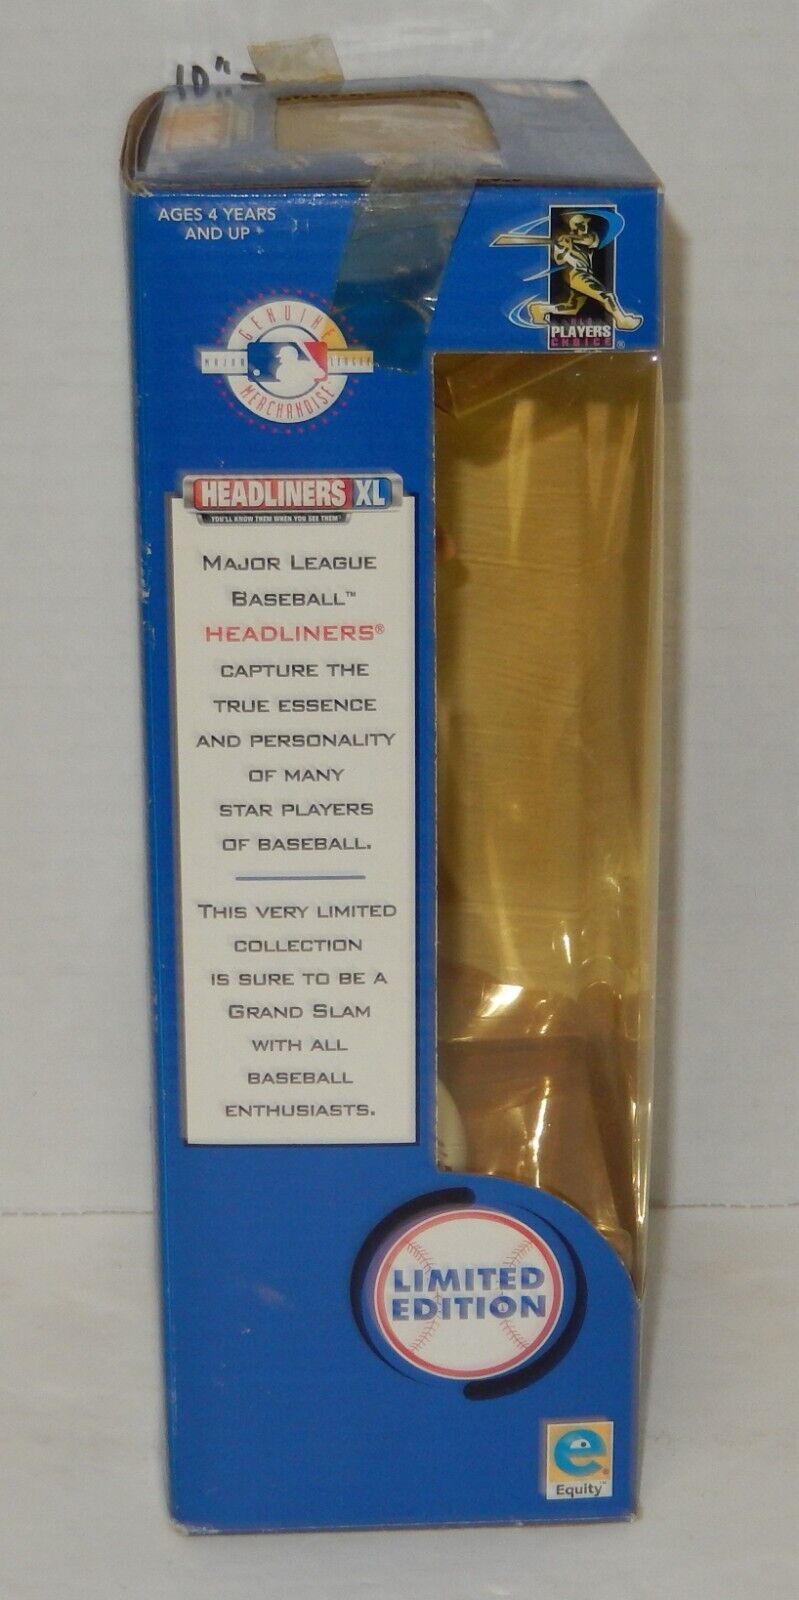 10"
AGES 4 YEARS
AND UP
MLB
PLAYERS
CHOICE®
GENUINE
MAJOR LEAGUE
MERCHANDISE
HEADLINERS XL
YOU'LL KNOW THEM WHEN YOU SEE THEM
MAJOR LEAGUE
BASEBALL™
HEADLINERS®
CAPTURE THE
TRUE ESSENCE
AND PERSONALITY
OF MANY
STAR PLAYERS
OF BASEBALL.
THIS VERY LIMITED
COLLECTION
IS SURE TO BE A
GRAND SLAM
WITH ALL
BASEBALL
ENTHUSIASTS.
LIMITED
EDITION
e
Equity™